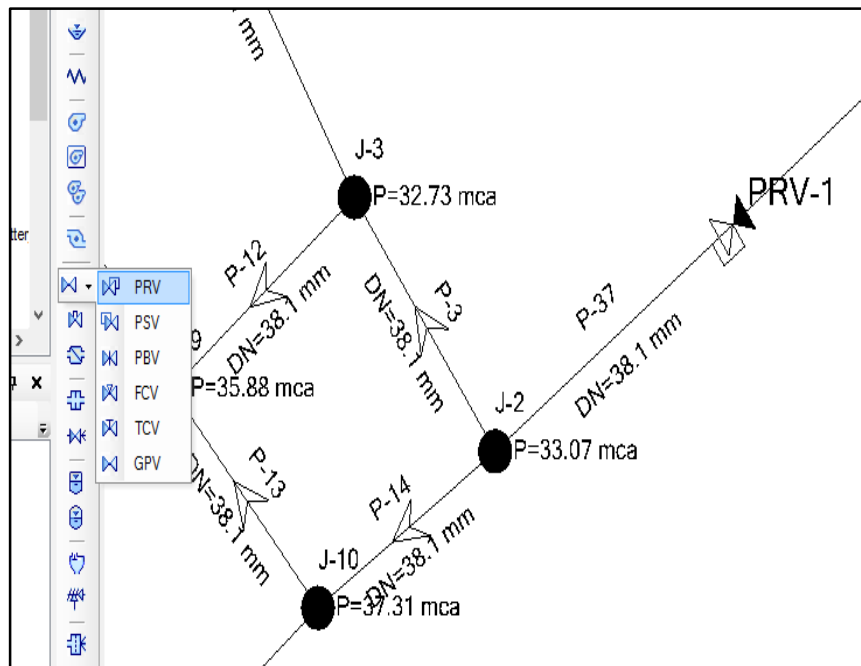 mm
J-3
P=32.73 mca
PRV-1
P-12
DN=38.1 mm
P-3
DN=38.1 mm
P-37
DN=38.1 mm
tter
PRV
PSV
PBV
FCV
TCV
GPV
9
P=35.88 mca
J-2
P=33.07 mca
P-13
DN=38.1 mm
P-14
DN=38.1 mm
J-10
P=37.31 mca